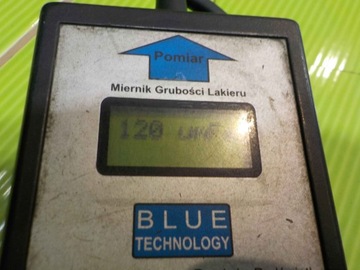 Pomiar
Miernik Grubości Lakieru
120 um
BLUE
TECHNOLOGY